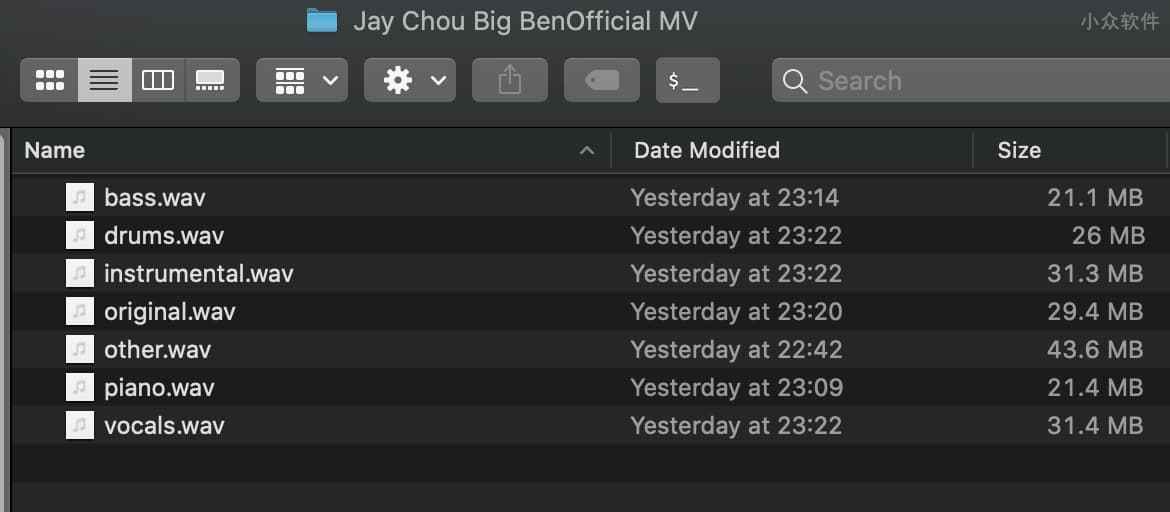 Jay Chou Big BenOfficial MV
小众软件
$_
Search
Name Date Modified Size
bass.wav Yesterday at 23:14 21.1 MB
drums.wav Yesterday at 23:22 26 MB
instrumental.wav Yesterday at 23:22 31.3 MB
original.wav Yesterday at 23:20 29.4 MB
other.wav Yesterday at 22:42 43.6 MB
piano.wav Yesterday at 23:09 21.4 MB
vocals.wav Yesterday at 23:22 31.4 MB